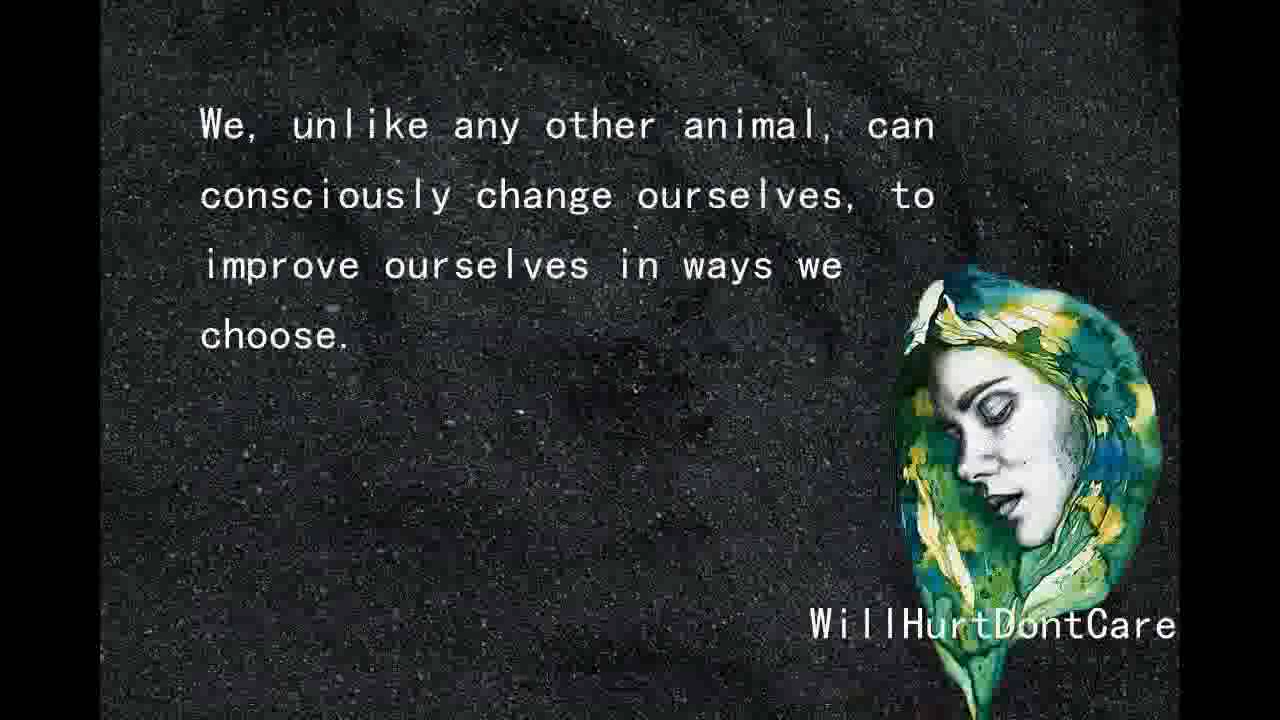 We, unlike any other animal, can
consciously change ourselves, to
improve ourselves in ways we
choose.
WillHurtDontCare